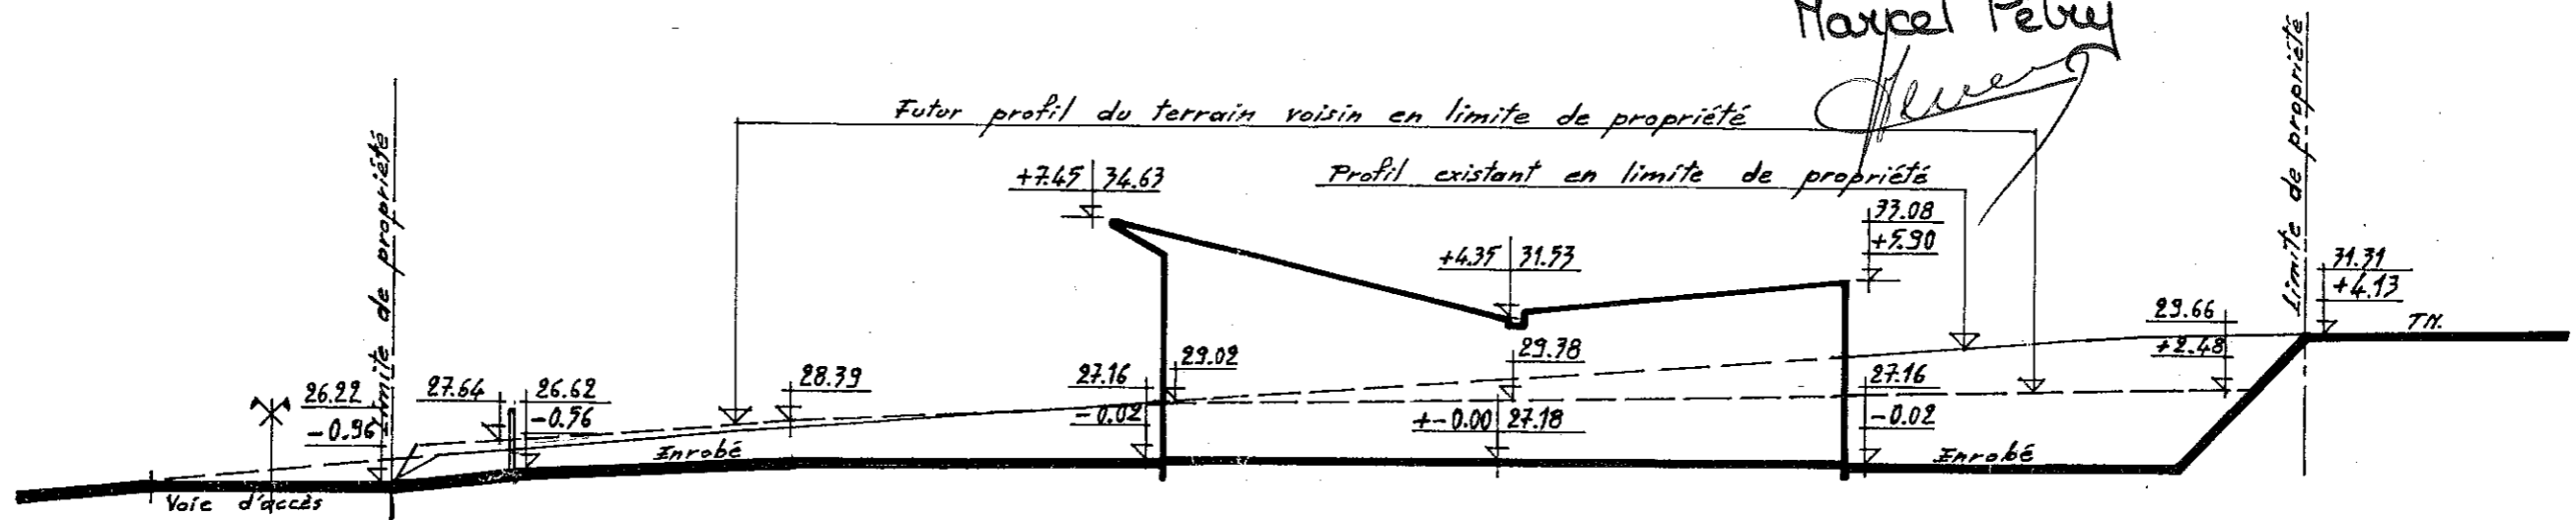 Marcel Petry
Limite de propriété
Limite de propriété
Futur profil du terrain voisin en limite de propriété
Profil existant en limite de propriété
+7.45 34.63
33.08
+5.90
+4.35 31.53
31.31
+4.13
29.66
+2.48
T.N.
29.38
29.02
28.39
27.16
-0.02
27.16
-0.02
26.22
-0.96
27.64
26.62
-0.56
+-0.00 27.18
Enrobé
Enrobé
Voie d'accès